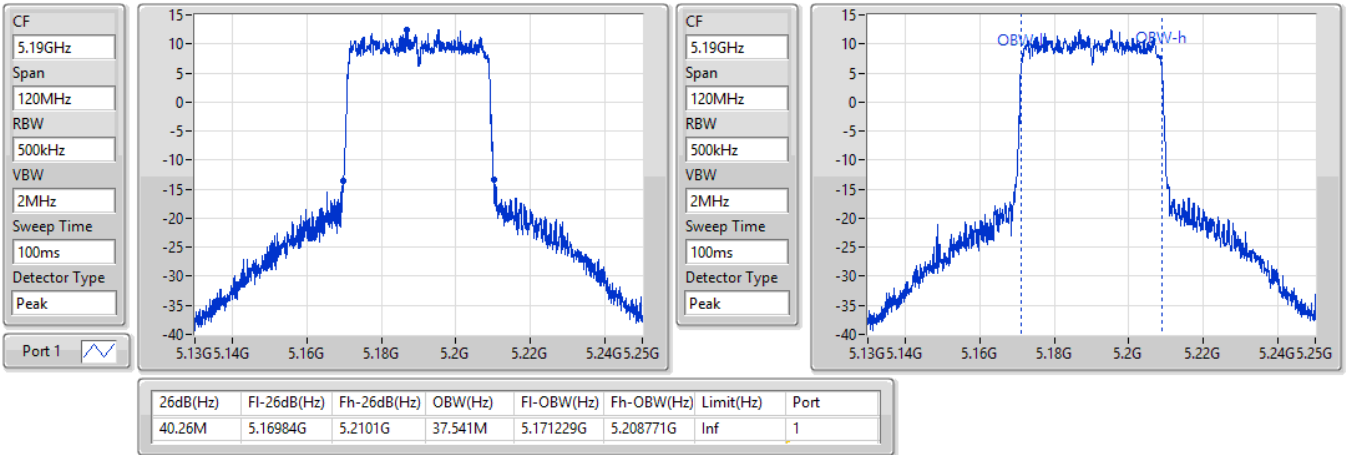 CF
5.19GHz
Span
120MHz
RBW
500kHz
VBW
2MHz
Sweep Time
100ms
Detector Type
Peak
Port 1
15
10
5
0
-5
-10
-15
-20
-25
-30
-35
-40
5.13G 5.14G 5.16G 5.18G 5.2G 5.22G 5.24G 5.25G
CF
5.19GHz
Span
120MHz
RBW
500kHz
VBW
2MHz
Sweep Time
100ms
Detector Type
Peak
15
10
5
0
-5
-10
-15
-20
-25
-30
-35
-40
OBW-h
5.13G 5.14G 5.16G 5.18G 5.2G 5.22G 5.24G 5.25G
26dB(Hz) Fl-26dB(Hz) Fh-26dB(Hz) OBW(Hz) Fl-OBW(Hz) Fh-OBW(Hz) Limit(Hz) Port
40.26M 5.16984G 5.2101G 37.541M 5.171229G 5.208771G Inf 1